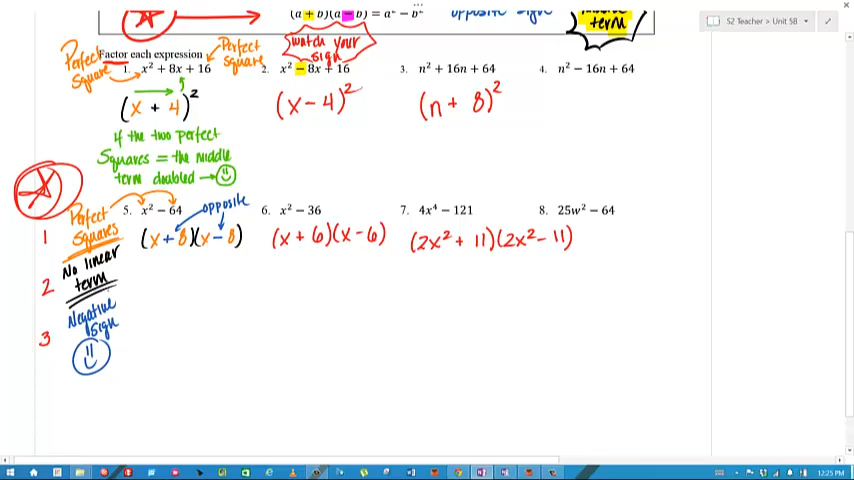 (a + b)(a − b) = a² − b²
opposite sign
term
Factor each expression
Perfect Square
Perfect Square
watch your sign
1. x² + 8x + 16
2. x² − 8x + 16
3. n² + 16n + 64
4. n² − 16n + 64
(x + 4)²
(x − 4)²
(n + 8)²
if the two perfect
Squares = the middle
term doubled →
5. x² − 64
opposite
6. x² − 36
7. 4x⁴ − 121
8. 25w² − 64
1 Perfect Squares
(x + 8)(x − 8)
(x + 6)(x − 6)
(2x² + 11)(2x² − 11)
2 No linear term
3 Negative sign
S2 Teacher > Unit 5B
12:25 PM